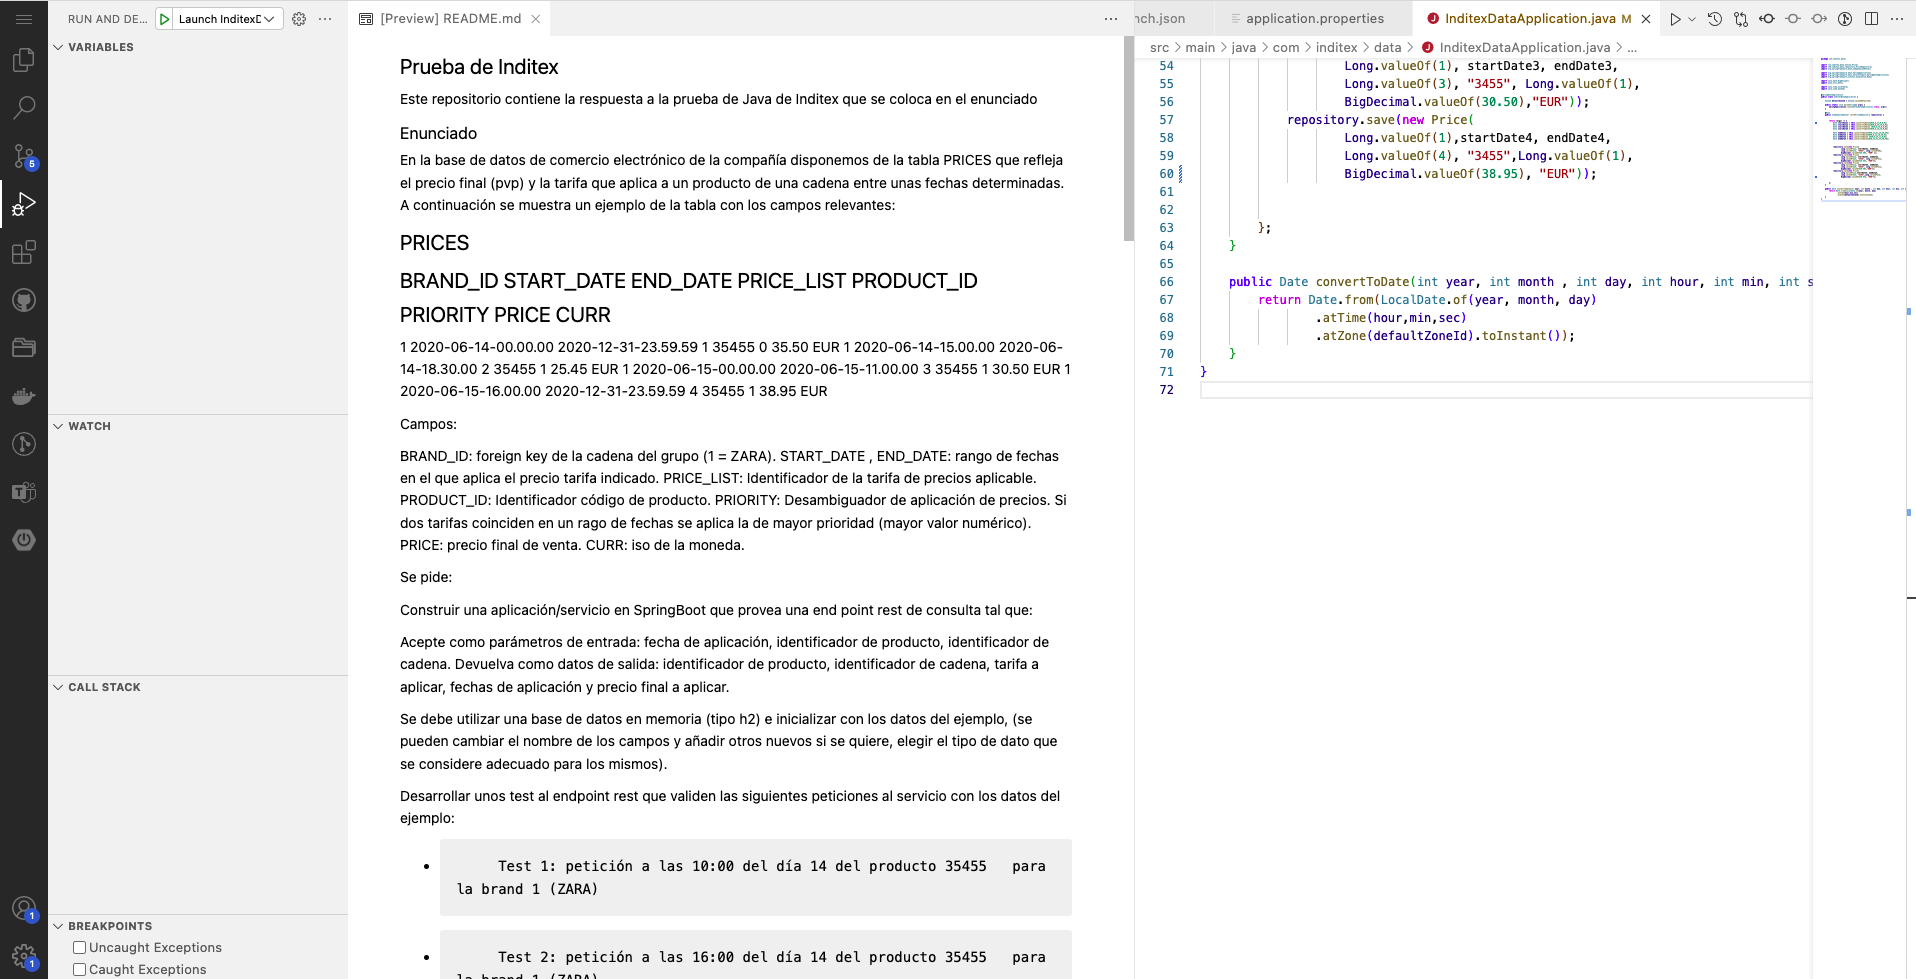 RUN AND DE...
Launch InditexD
VARIABLES
WATCH
CALL STACK
BREAKPOINTS
Uncaught Exceptions
Caught Exceptions
5
1
1
[Preview] README.md
Prueba de Inditex
Este repositorio contiene la respuesta a la prueba de Java de Inditex que se coloca en el enunciado
Enunciado
En la base de datos de comercio electrónico de la compañía disponemos de la tabla PRICES que refleja
el precio final (pvp) y la tarifa que aplica a un producto de una cadena entre unas fechas determinadas.
A continuación se muestra un ejemplo de la tabla con los campos relevantes:
PRICES
BRAND_ID START_DATE END_DATE PRICE_LIST PRODUCT_ID
PRIORITY PRICE CURR
1 2020-06-14-00.00.00 2020-12-31-23.59.59 1 35455 0 35.50 EUR 1 2020-06-14-15.00.00 2020-06-
14-18.30.00 2 35455 1 25.45 EUR 1 2020-06-15-00.00.00 2020-06-15-11.00.00 3 35455 1 30.50 EUR 1
2020-06-15-16.00.00 2020-12-31-23.59.59 4 35455 1 38.95 EUR
Campos:
BRAND_ID: foreign key de la cadena del grupo (1 = ZARA). START_DATE , END_DATE: rango de fechas
en el que aplica el precio tarifa indicado. PRICE_LIST: Identificador de la tarifa de precios aplicable.
PRODUCT_ID: Identificador código de producto. PRIORITY: Desambiguador de aplicación de precios. Si
dos tarifas coinciden en un rago de fechas se aplica la de mayor prioridad (mayor valor numérico).
PRICE: precio final de venta. CURR: iso de la moneda.
Se pide:
Construir una aplicación/servicio en SpringBoot que provea una end point rest de consulta tal que:
Acepte como parámetros de entrada: fecha de aplicación, identificador de producto, identificador de
cadena. Devuelva como datos de salida: identificador de producto, identificador de cadena, tarifa a
aplicar, fechas de aplicación y precio final a aplicar.
Se debe utilizar una base de datos en memoria (tipo h2) e inicializar con los datos del ejemplo, (se
pueden cambiar el nombre de los campos y añadir otros nuevos si se quiere, elegir el tipo de dato que
se considere adecuado para los mismos).
Desarrollar unos test al endpoint rest que validen las siguientes peticiones al servicio con los datos del
ejemplo:
Test 1: petición a las 10:00 del día 14 del producto 35455 para
la brand 1 (ZARA)
Test 2: petición a las 16:00 del día 14 del producto 35455 para
la brand 1 (ZARA)
nch.json
application.properties
InditexDataApplication.java M
src > main > java > com > inditex > data > InditexDataApplication.java > ...
54 Long.valueOf(1), startDate3, endDate3,
55 Long.valueOf(3), "3455", Long.valueOf(1),
56 BigDecimal.valueOf(30.50),"EUR"));
57 repository.save(new Price(
58 Long.valueOf(1),startDate4, endDate4,
59 Long.valueOf(4), "3455",Long.valueOf(1),
60 BigDecimal.valueOf(38.95), "EUR"));
61
62
63 };
64 }
65
66 public Date convertToDate(int year, int month , int day, int hour, int min, int s
67 return Date.from(LocalDate.of(year, month, day)
68 .atTime(hour,min,sec)
69 .atZone(defaultZoneId).toInstant());
70 }
71 }
72